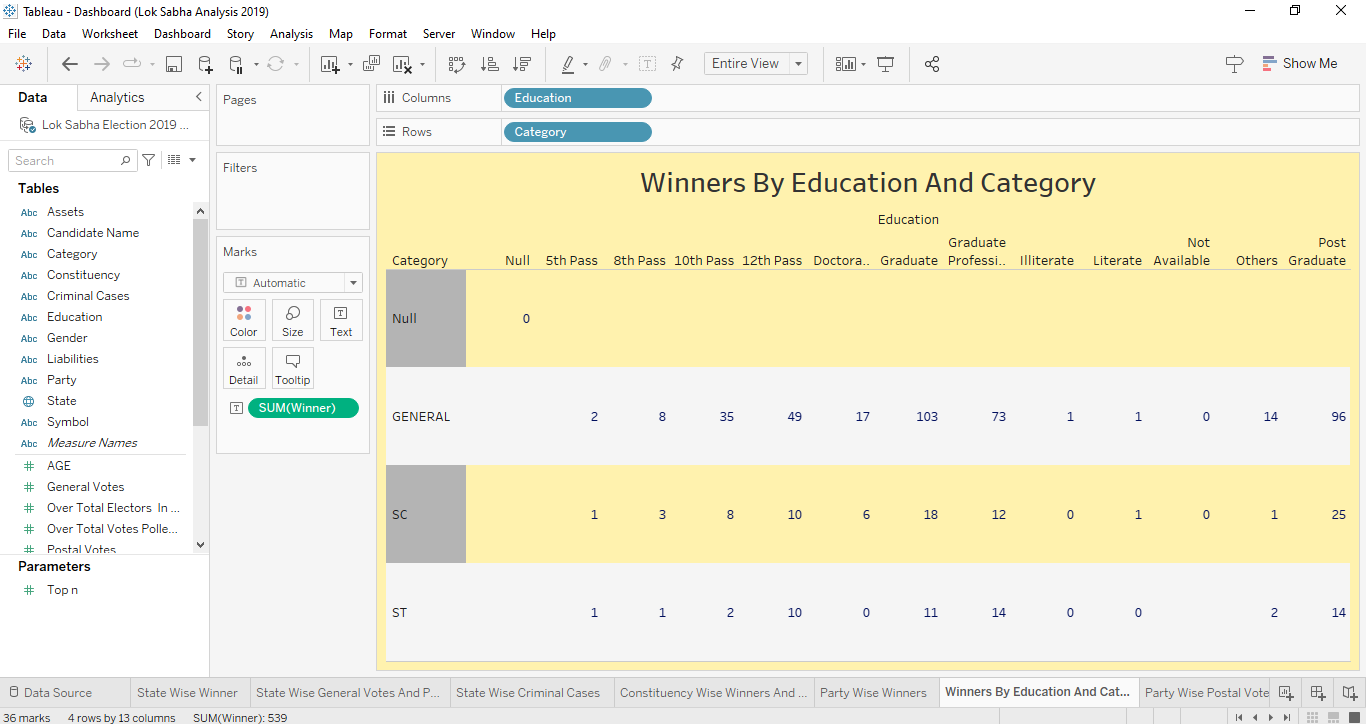 Tableau - Dashboard (Lok Sabha Analysis 2019)
File Data Worksheet Dashboard Story Analysis Map Format Server Window Help
Entire View
Show Me
Data Analytics
Lok Sabha Election 2019 ...
Search
Tables
Abc Assets
Abc Candidate Name
Abc Category
Abc Constituency
Abc Criminal Cases
Abc Education
Abc Gender
Abc Liabilities
Abc Party
State
Abc Symbol
Abc Measure Names
# AGE
# General Votes
# Over Total Electors In ...
# Over Total Votes Polle...
# Postal Votes
Parameters
# Top n
Pages
Filters
Marks
T Automatic
Color Size T Text
Detail Tooltip
T SUM(Winner)
Columns Education
Rows Category
Winners By Education And Category
Education
Category Null 5th Pass 8th Pass 10th Pass 12th Pass Doctora.. Graduate Graduate Professi.. Illiterate Literate Not Available Others Post Graduate
Null 0
GENERAL 2 8 35 49 17 103 73 1 1 0 14 96
SC 1 3 8 10 6 18 12 0 1 0 1 25
ST 1 1 2 10 0 11 14 0 0 2 14
Data Source State Wise Winner State Wise General Votes And P... State Wise Criminal Cases Constituency Wise Winners And ... Party Wise Winners Winners By Education And Cat... Party Wise Postal Vote
36 marks 4 rows by 13 columns SUM(Winner): 539